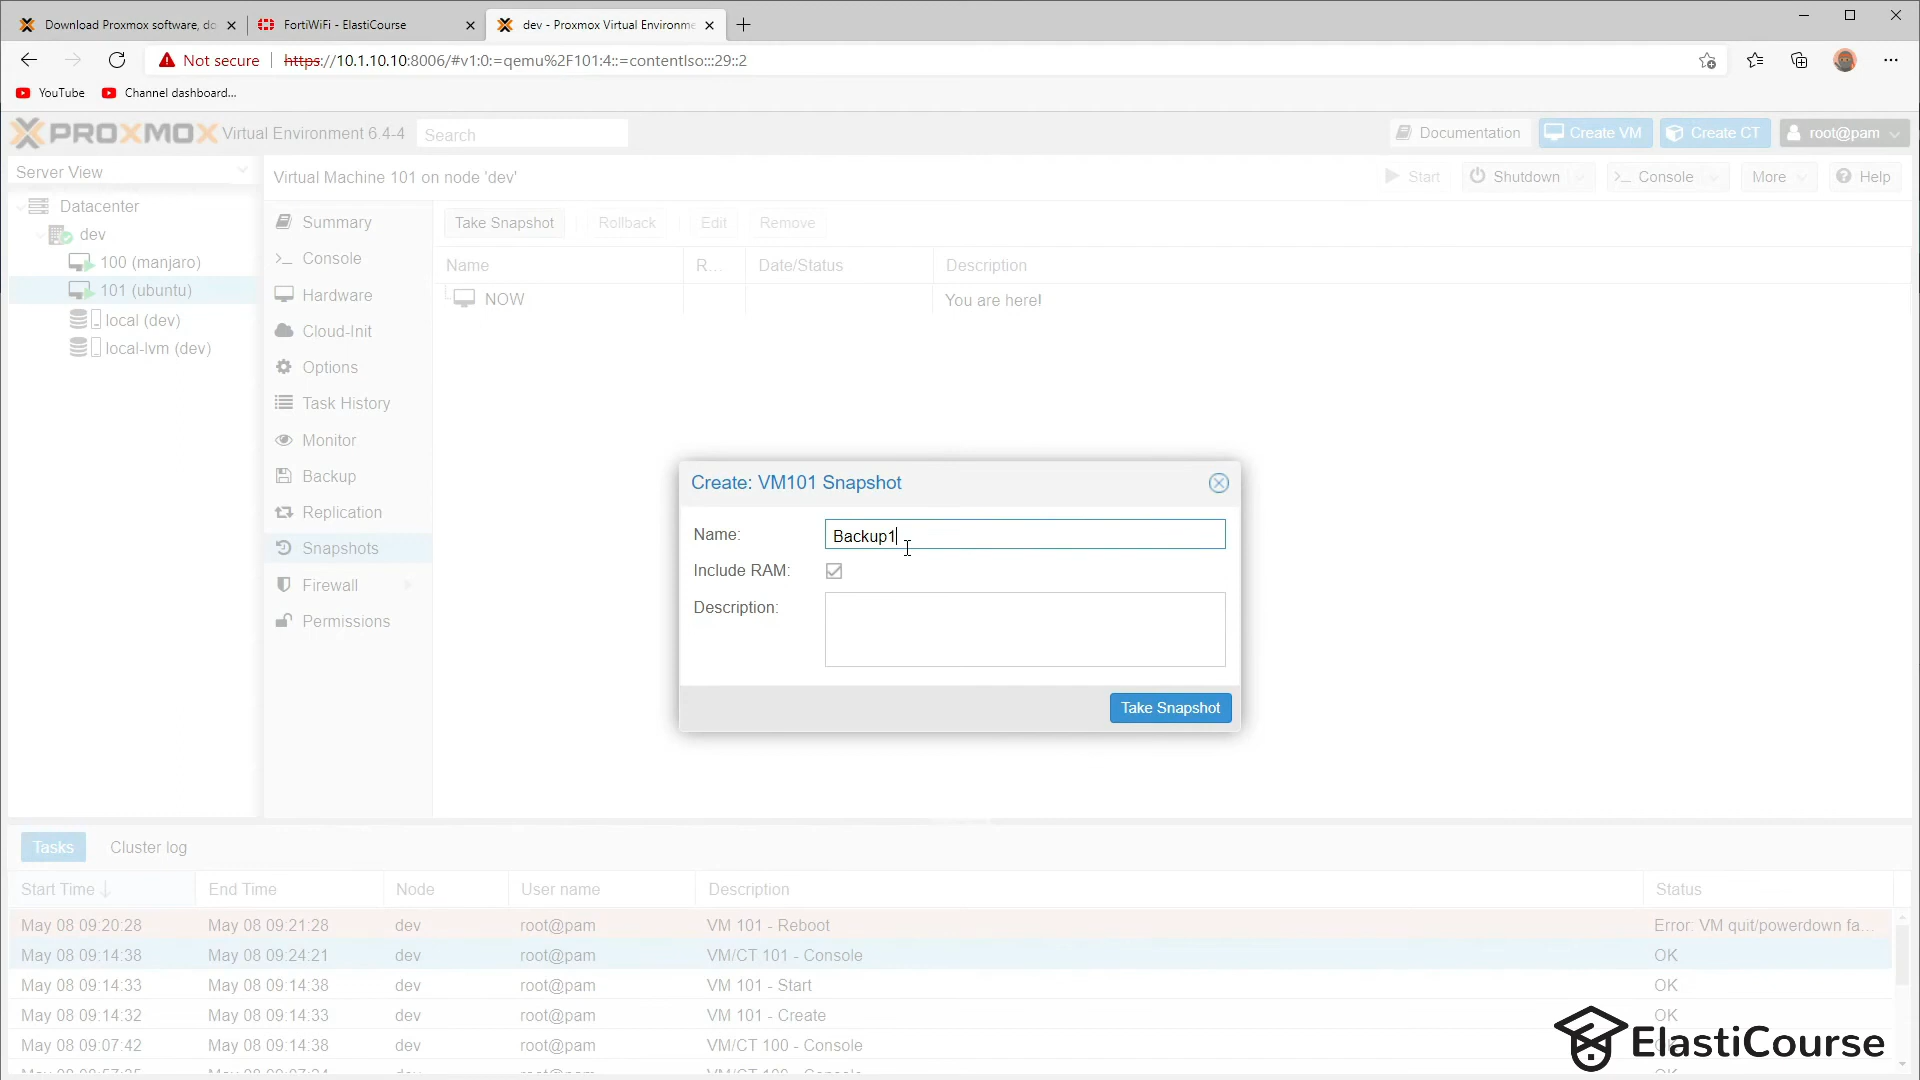 Download Proxmox software, do
FortiWiFi - ElastiCourse
dev - Proxmox Virtual Environme
Not secure
https://10.1.10.10:8006/#v1:0:=qemu%2F101:4::=contentIso:::29::2
YouTube
Channel dashboard...
PROXMOX Virtual Environment 6.4-4
Search
Documentation
Create VM
Create CT
root@pam
Server View
Virtual Machine 101 on node 'dev'
Start
Shutdown
Console
More
Help
Datacenter
dev
100 (manjaro)
101 (ubuntu)
local (dev)
local-lvm (dev)
Summary
Console
Hardware
Cloud-Init
Options
Task History
Monitor
Backup
Replication
Snapshots
Firewall
Permissions
Take Snapshot
Rollback
Edit
Remove
Name
R...
Date/Status
Description
NOW
You are here!
Create: VM101 Snapshot
Name:
Backup1
Include RAM:
Description:
Take Snapshot
Tasks
Cluster log
Start Time
End Time
Node
User name
Description
Status
May 08 09:20:28 May 08 09:21:28 dev root@pam VM 101 - Reboot Error: VM quit/powerdown fa...
May 08 09:14:38 May 08 09:24:21 dev root@pam VM/CT 101 - Console OK
May 08 09:14:33 May 08 09:14:38 dev root@pam VM 101 - Start OK
May 08 09:14:32 May 08 09:14:33 dev root@pam VM 101 - Create OK
May 08 09:07:42 May 08 09:14:38 dev root@pam VM/CT 100 - Console
ElastiCourse